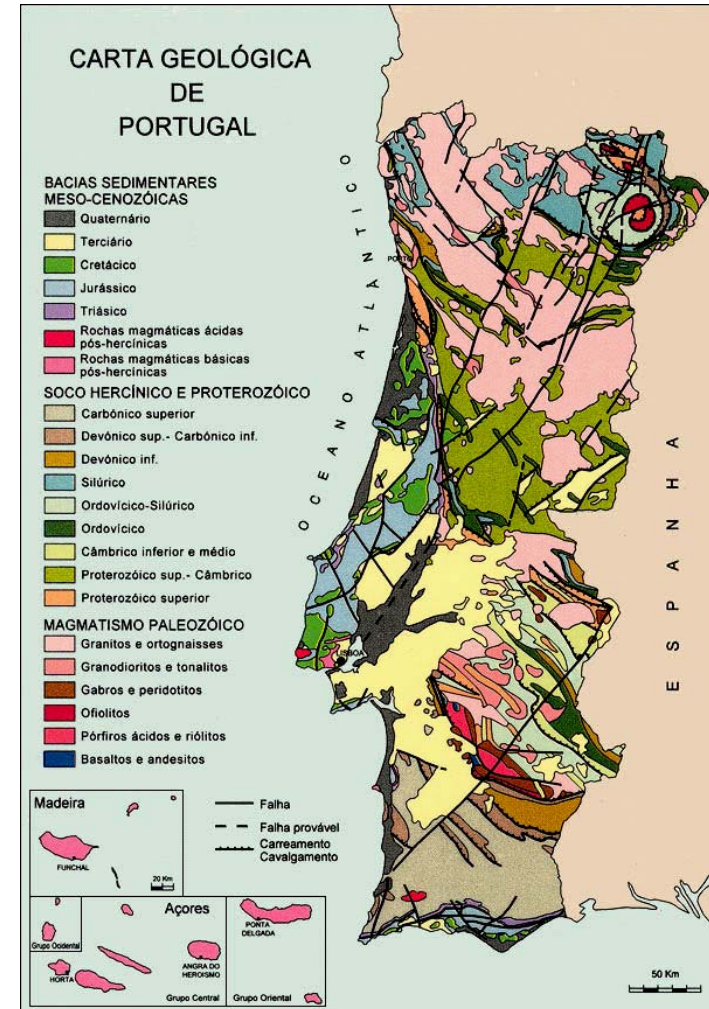 CARTA GEOLÓGICA
DE
PORTUGAL
BACIAS SEDIMENTARES
MESO-CENOZÓICAS
Quaternário
Terciário
Cretácico
Jurássico
Triásico
Rochas magmáticas ácidas
pós-hercínicas
Rochas magmáticas básicas
pós-hercínicas
SOCO HERCÍNICO E PROTEROZÓICO
Carbónico superior
Devónico sup.- Carbónico inf.
Devónico inf.
Silúrico
Ordovícico-Silúrico
Ordovícico
Câmbrico inferior e médio
Proterozóico sup.- Câmbrico
Proterozóico superior
MAGMATISMO PALEOZÓICO
Granitos e ortognaisses
Granodioritos e tonalitos
Gabros e peridotitos
Ofiolitos
Pórfiros ácidos e riólitos
Basaltos e andesitos
OCEANO ATLÂNTICO
PORTO
LISBOA
ESPANHA
Falha
Falha provável
Carreamento
Cavalgamento
Madeira
FUNCHAL
20 Km
Açores
Grupo Ocidental
HORTA
ANGRA DO
HEROISMO
Grupo Central
PONTA
DELGADA
Grupo Oriental
50 Km